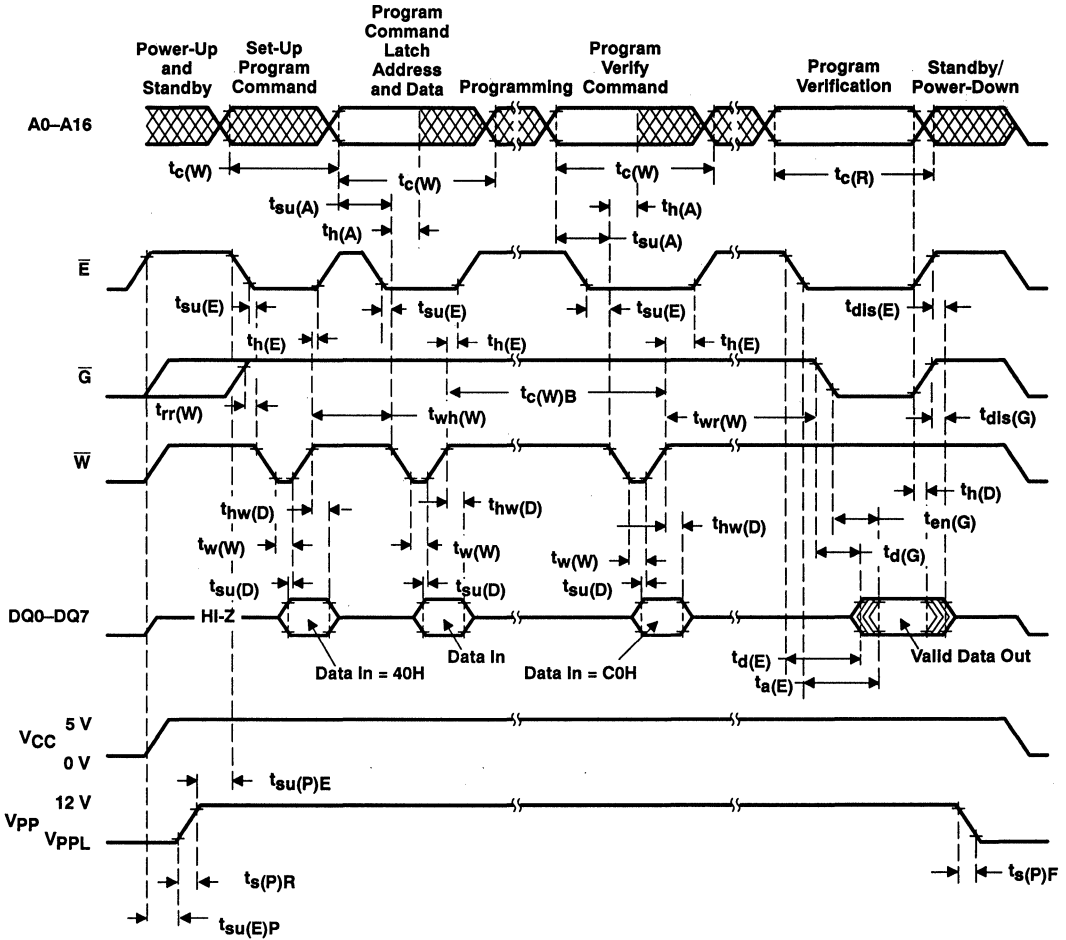 Power-Up
and
Standby
Set-Up
Program
Command
Program
Command
Latch
Address
and Data
Programming
Program
Verify
Command
Program
Verification
Standby/
Power-Down
A0–A16
tc(W)
tc(W)
tc(W)
tc(R)
tsu(A)
th(A)
th(A)
tsu(A)
E
tsu(E)
tsu(E)
tsu(E)
tdis(E)
th(E)
th(E)
th(E)
G
tc(W)B
trr(W)
twh(W)
twr(W)
tdis(G)
W
th(D)
thw(D)
thw(D)
thw(D)
ten(G)
tw(W)
tw(W)
tw(W)
td(G)
tsu(D)
tsu(D)
tsu(D)
DQ0–DQ7
HI-Z
Data In = 40H
Data In
Data In = C0H
Valid Data Out
td(E)
ta(E)
5 V
VCC
0 V
tsu(P)E
12 V
VPP
VPPL
ts(P)R
ts(P)F
tsu(E)P